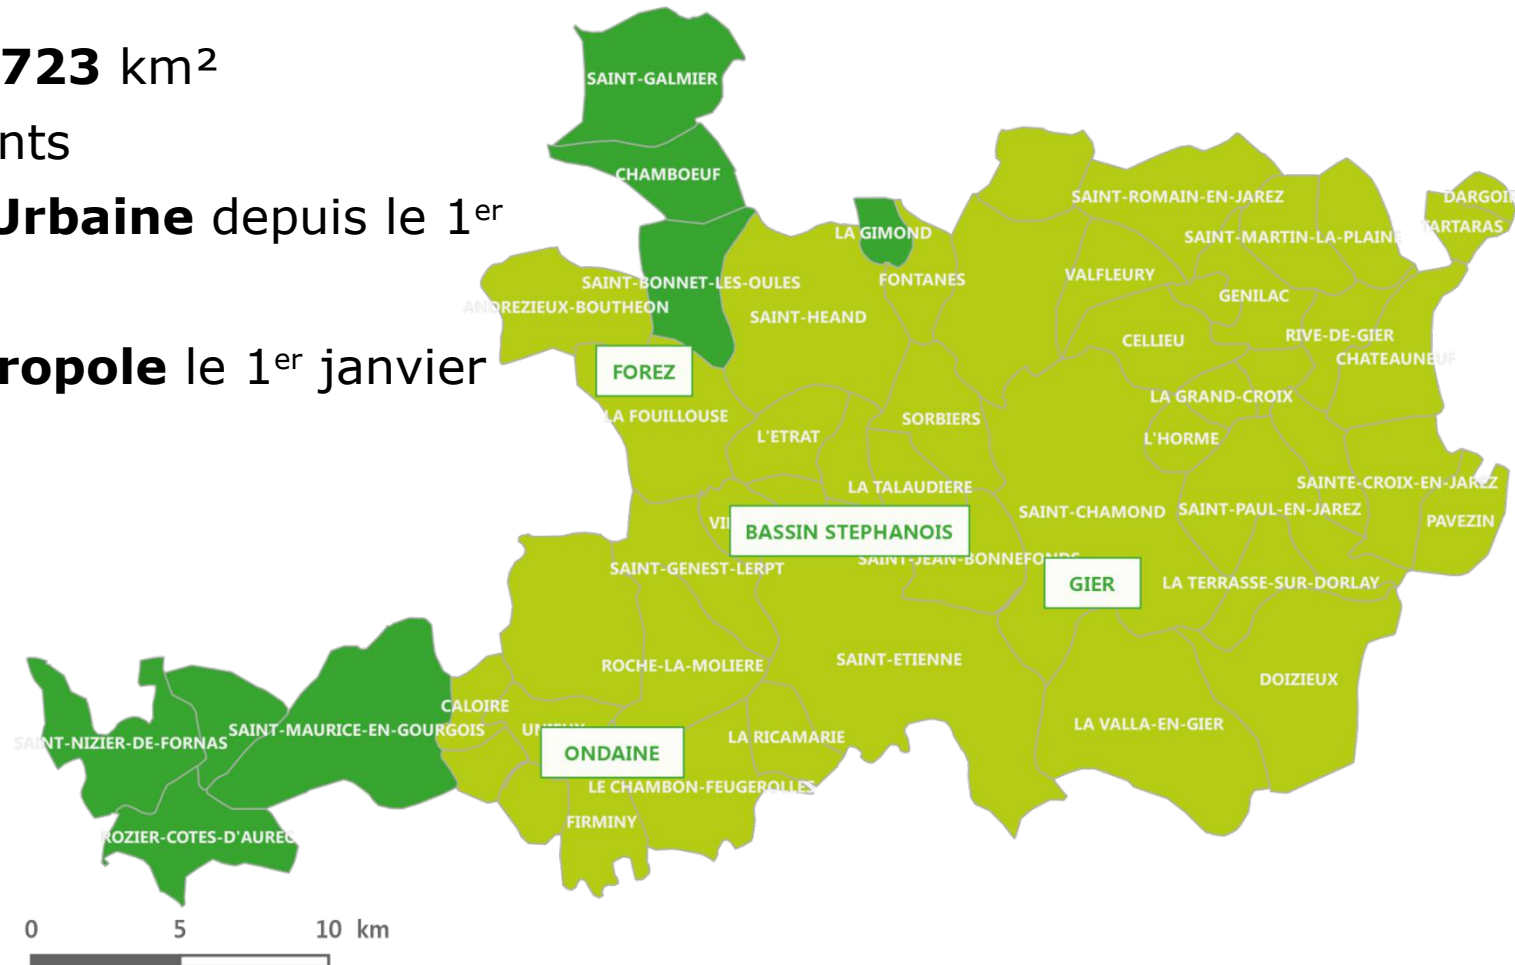 723 km²
nts
Urbaine depuis le 1er
ropole le 1er janvier
SAINT-GALMIER
CHAMBOEUF
SAINT-ROMAIN-EN-JAREZ
DARGOI
TARTARAS
LA GIMOND
SAINT-MARTIN-LA-PLAINE
VALFLEURY
FONTANES
SAINT-BONNET-LES-OULES
GENILAC
ANDREZIEUX-BOUTHEON
SAINT-HEAND
RIVE-DE-GIER
CELLIEU
CHATEAUNEUF
FOREZ
LA GRAND-CROIX
LA FOUILLOUSE
SORBIERS
L'ETRAT
L'HORME
LA TALAUDIERE
SAINTE-CROIX-EN-JAREZ
SAINT-CHAMOND
SAINT-PAUL-EN-JAREZ
PAVEZIN
BASSIN STEPHANOIS
SAINT-JEAN-BONNEFONDS
SAINT-GENEST-LERPT
GIER
LA TERRASSE-SUR-DORLAY
ROCHE-LA-MOLIERE
SAINT-ETIENNE
DOIZIEUX
CALOIRE
LA VALLA-EN-GIER
SAINT-MAURICE-EN-GOURGOIS
UNIEUX
LA RICAMARIE
SAINT-NIZIER-DE-FORNAS
ONDAINE
LE CHAMBON-FEUGEROLLES
FIRMINY
ROZIER-COTES-D'AUREC
0 5 10 km